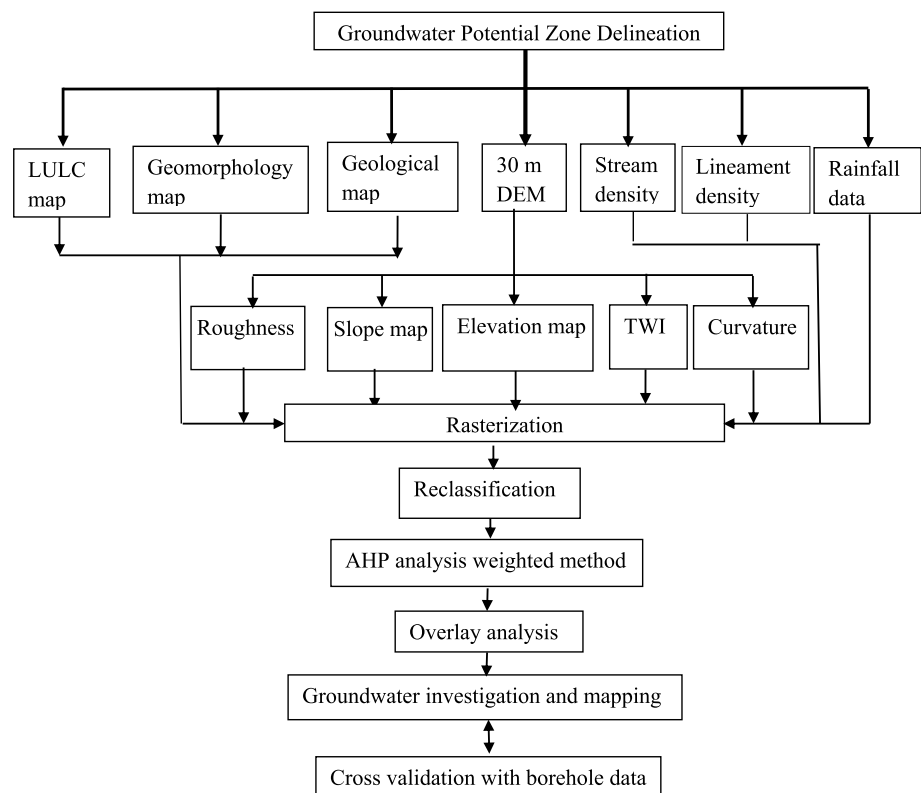 Groundwater Potential Zone Delineation
LULC
map
Geomorphology
map
Geological
map
30 m
DEM
Stream
density
Lineament
density
Rainfall
data
Roughness
Slope map
Elevation map
TWI
Curvature
Rasterization
Reclassification
AHP analysis weighted method
Overlay analysis
Groundwater investigation and mapping
Cross validation with borehole data